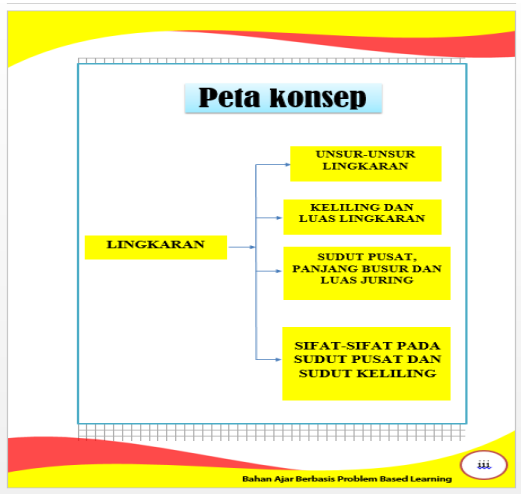 Peta konsep
UNSUR-UNSUR
LINGKARAN
KELILING DAN
LUAS LINGKARAN
LINGKARAN
SUDUT PUSAT,
PANJANG BUSUR DAN
LUAS JURING
SIFAT-SIFAT PADA
SUDUT PUSAT DAN
SUDUT KELILING
iii
Bahan Ajar Berbasis Problem Based Learning